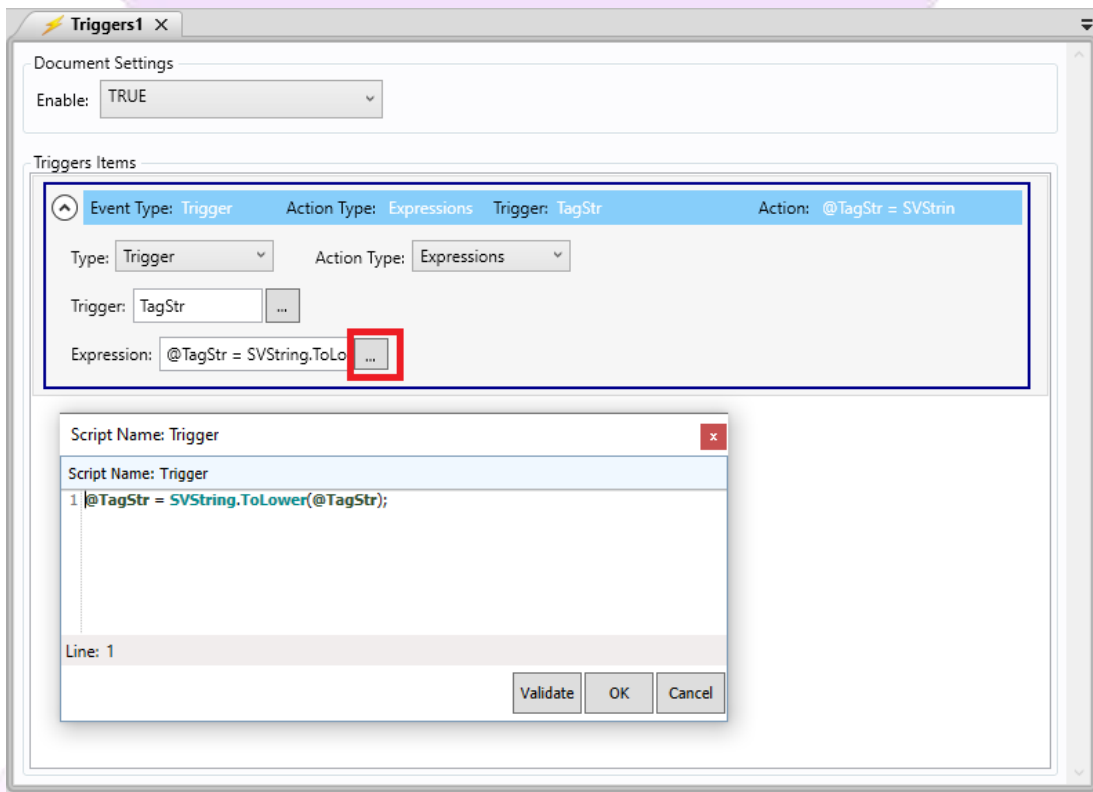 Triggers1 X
Document Settings
Enable: TRUE
Triggers Items
Event Type: Trigger Action Type: Expressions Trigger: TagStr Action: @TagStr = SVStrin
Type: Trigger Action Type: Expressions
Trigger: TagStr ...
Expression: @TagStr = SVString.ToLo ...
Script Name: Trigger x
Script Name: Trigger
1 @TagStr = SVString.ToLower(@TagStr);
Line: 1
Validate OK Cancel